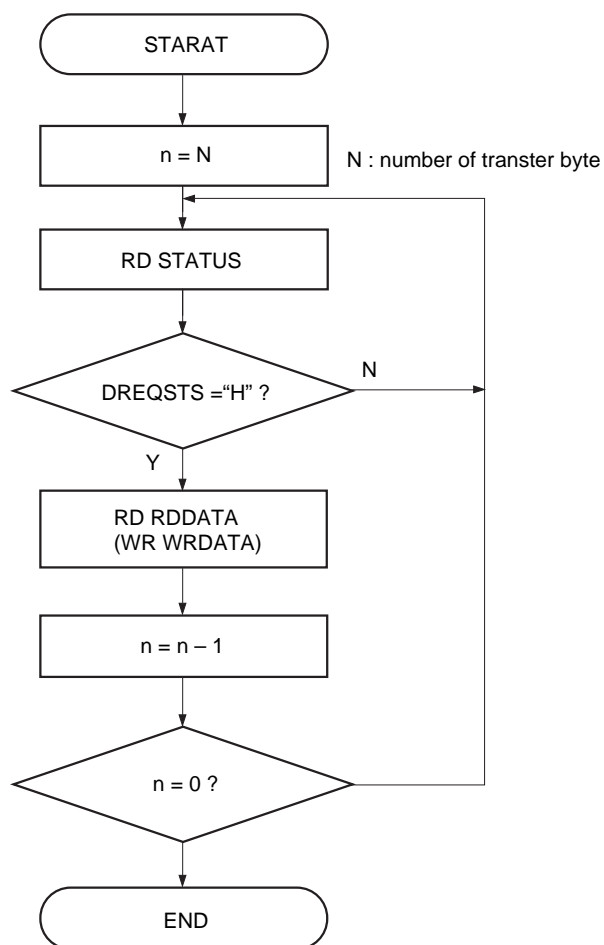 STARAT
n = N
N : number of transter byte
RD STATUS
DREQSTS =“H” ?
N
Y
RD RDDATA
(WR WRDATA)
n = n – 1
n = 0 ?
END